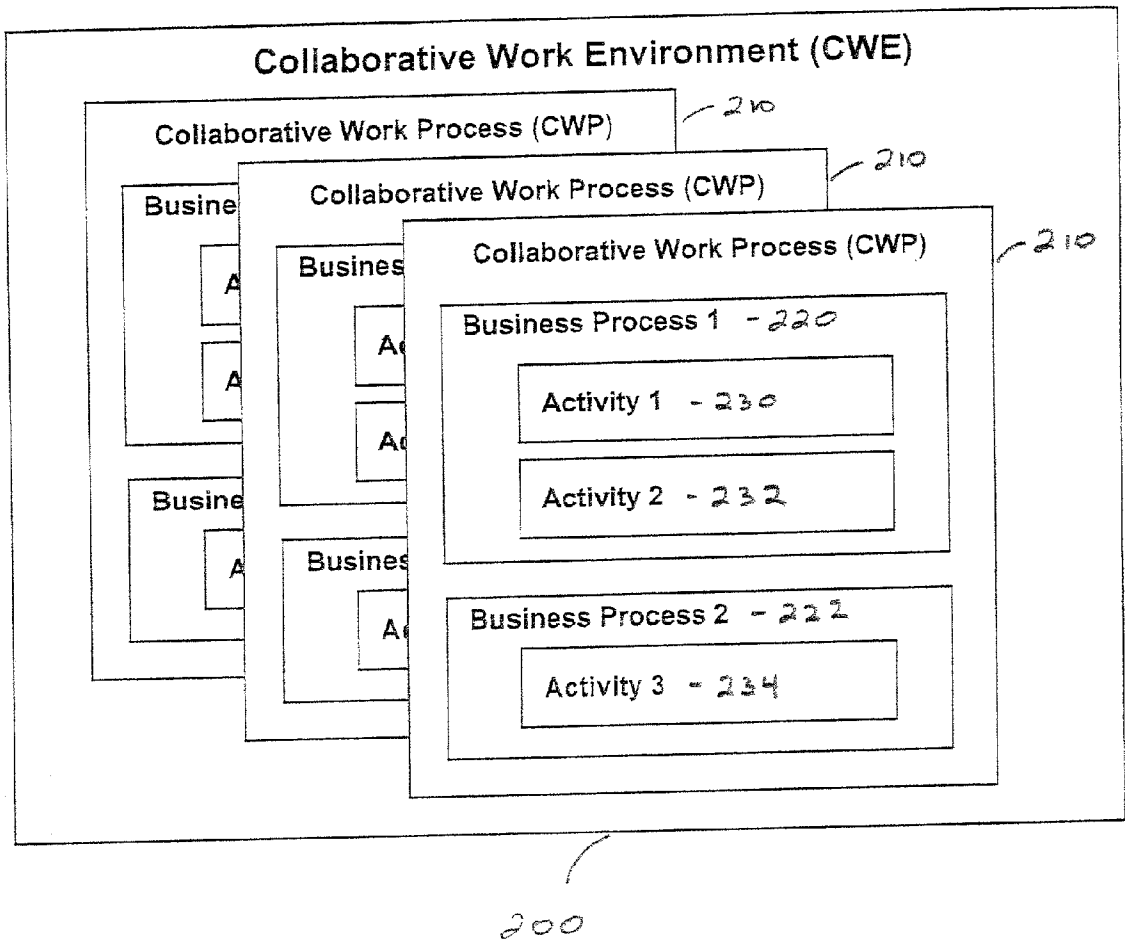 Collaborative Work Environment (CWE)
Collaborative Work Process (CWP) 210
Collaborative Work Process (CWP) 210
Collaborative Work Process (CWP) 210
Busine
A
A
Busine
A
Busines
Ac
Ac
Busines
Ac
Business Process 1 - 220
Activity 1 - 230
Activity 2 - 232
Business Process 2 - 222
Activity 3 - 234
200